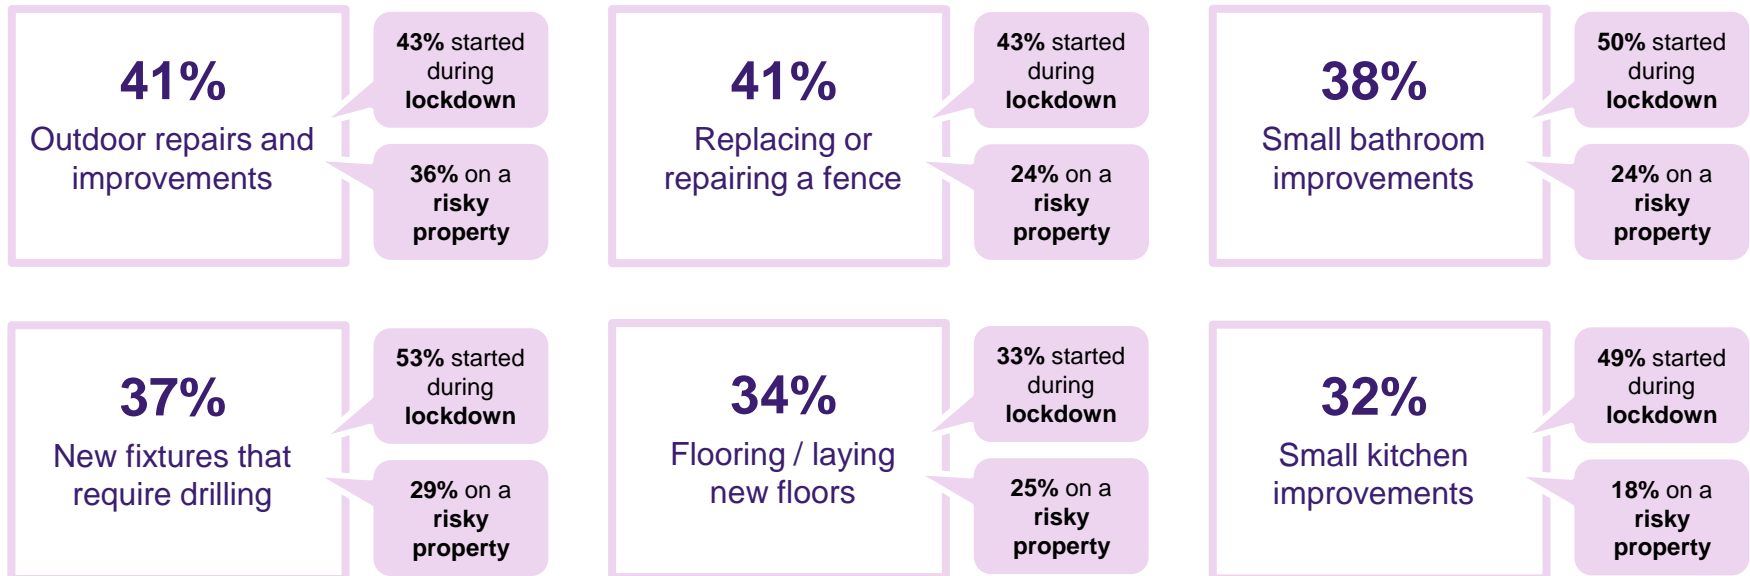 41%
Outdoor repairs and
improvements
43% started
during
lockdown
36% on a
risky
property
41%
Replacing or
repairing a fence
43% started
during
lockdown
24% on a
risky
property
38%
Small bathroom
improvements
50% started
during
lockdown
24% on a
risky
property
37%
New fixtures that
require drilling
53% started
during
lockdown
29% on a
risky
property
34%
Flooring / laying
new floors
33% started
during
lockdown
25% on a
risky
property
32%
Small kitchen
improvements
49% started
during
lockdown
18% on a
risky
property